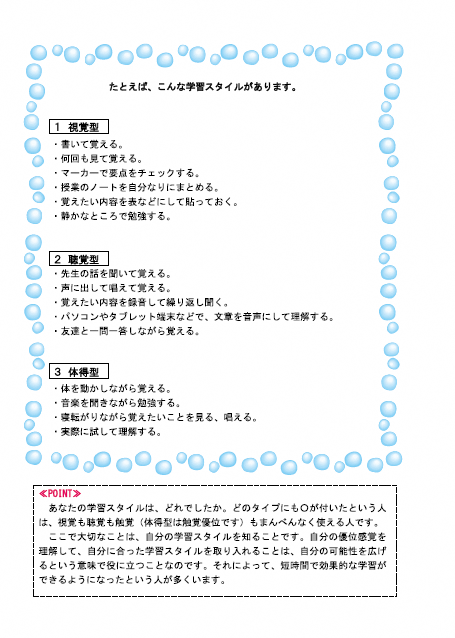 たとえば、こんな学習スタイルがあります。
１ 視覚型
・書いて覚える。
・何回も見て覚える。
・マーカーで要点をチェックする。
・授業のノートを自分なりにまとめる。
・覚えたい内容を表などにして貼っておく。
・静かなところで勉強する。
２ 聴覚型
・先生の話を聞いて覚える。
・声に出して唱えて覚える。
・覚えたい内容を録音して繰り返し聞く。
・パソコンやタブレット端末などで、文章を音声にして理解する。
・友達と一問一答しながら覚える。
３ 体得型
・体を動かしながら覚える。
・音楽を聞きながら勉強する。
・寝転がりながら覚えたいことを見る、唱える。
・実際に試して理解する。
≪POINT≫
あなたの学習スタイルは、どれでしたか。どのタイプにも〇が付いたという人
は、視覚も聴覚も触覚（体得型は触覚優位です）もまんべんなく使える人です。
ここで大切なことは、自分の学習スタイルを知ることです。自分の優位感覚を
理解して、自分に合った学習スタイルを取り入れることは、自分の可能性を広げ
るという意味で役に立つことなのです。それによって、短時間で効果的な学習が
できるようになったという人が多くいます。